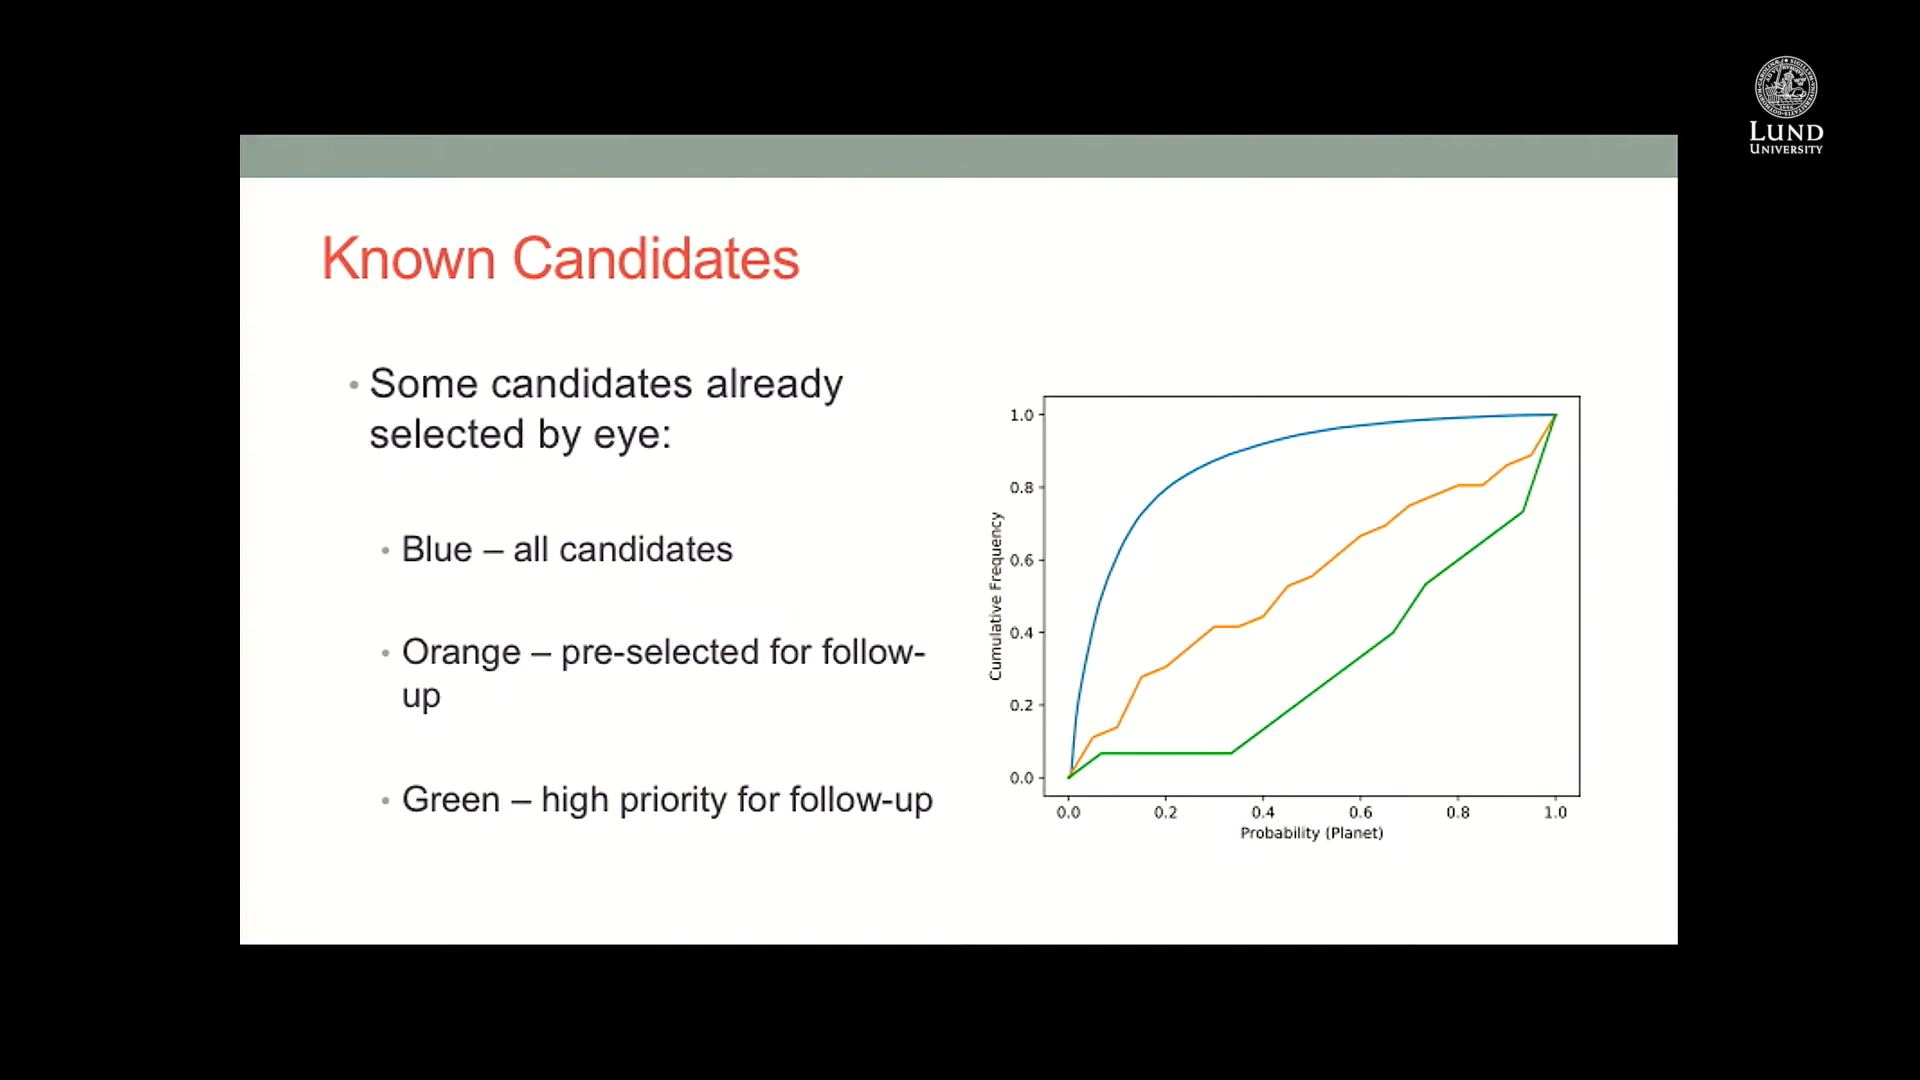 LUND
UNIVERSITY
Known Candidates
• Some candidates already
selected by eye:
• Blue – all candidates
• Orange – pre-selected for follow-
up
• Green – high priority for follow-up
1.0
0.8
0.6
0.4
0.2
0.0
Cumulative Frequency
0.0 0.2 0.4 0.6 0.8 1.0
Probability (Planet)